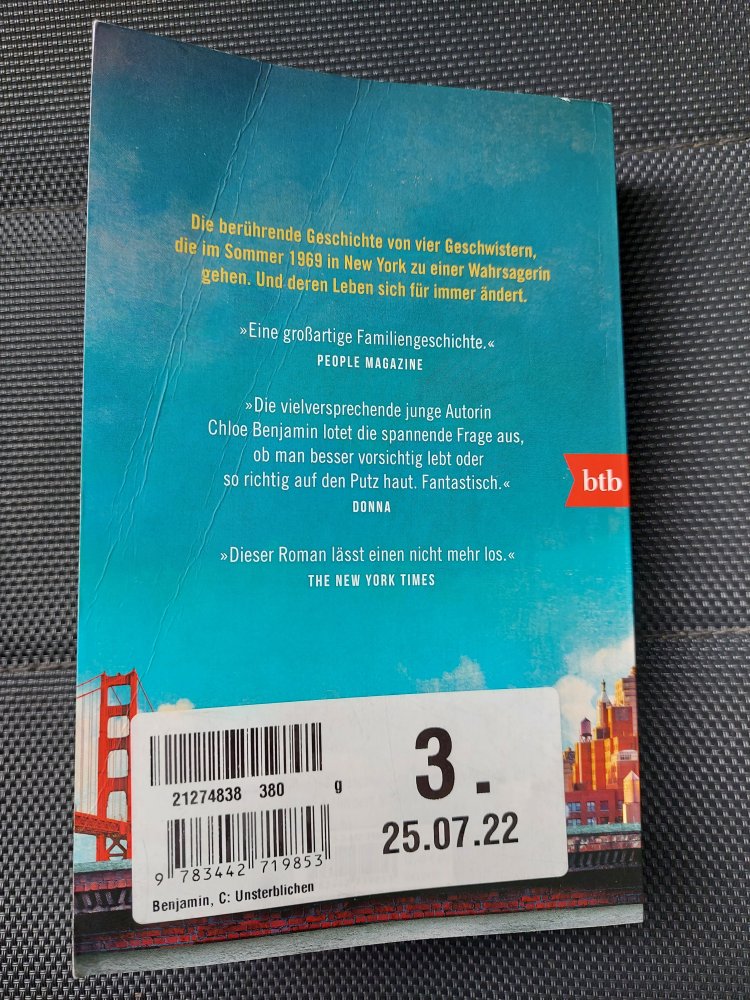 Die berührende Geschichte von vier Geschwistern,
die im Sommer 1969 in New York zu einer Wahrsagerin
gehen. Und deren Leben sich für immer ändert.
»Eine großartige Familiengeschichte.«
PEOPLE MAGAZINE
»Die vielversprechende junge Autorin
Chloe Benjamin lotet die spannende Frage aus,
ob man besser vorsichtig lebt oder
so richtig auf den Putz haut. Fantastisch.«
DONNA
btb
»Dieser Roman lässt einen nicht mehr los.«
THE NEW YORK TIMES
21274838 380 g
9 783442 719853
Benjamin, C: Unsterblichen
3.
25.07.22